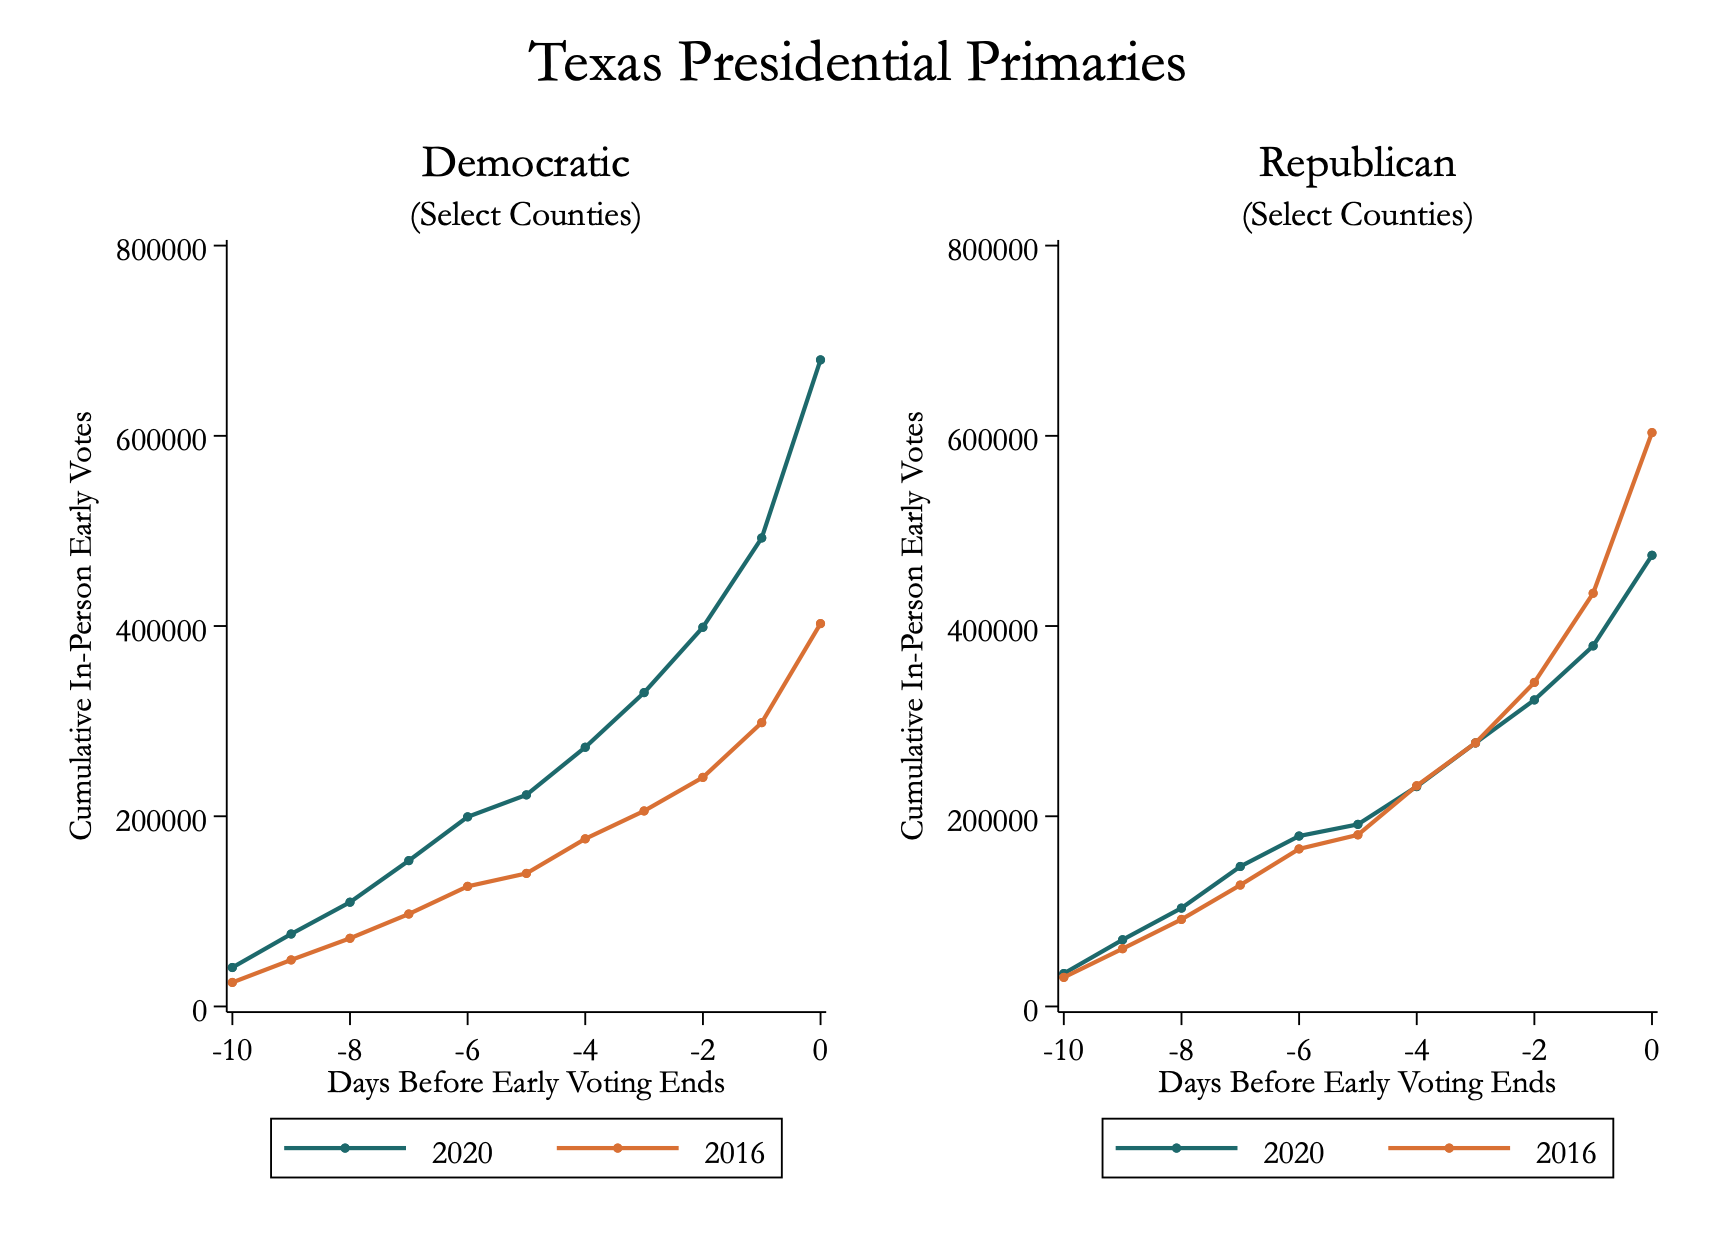 Texas Presidential Primaries
Democratic
(Select Counties)
800000
600000
400000
200000
0
Cumulative In-Person Early Votes
-10 -8 -6 -4 -2 0
Days Before Early Voting Ends
2020 2016
Republican
(Select Counties)
800000
600000
400000
200000
0
Cumulative In-Person Early Votes
-10 -8 -6 -4 -2 0
Days Before Early Voting Ends
2020 2016